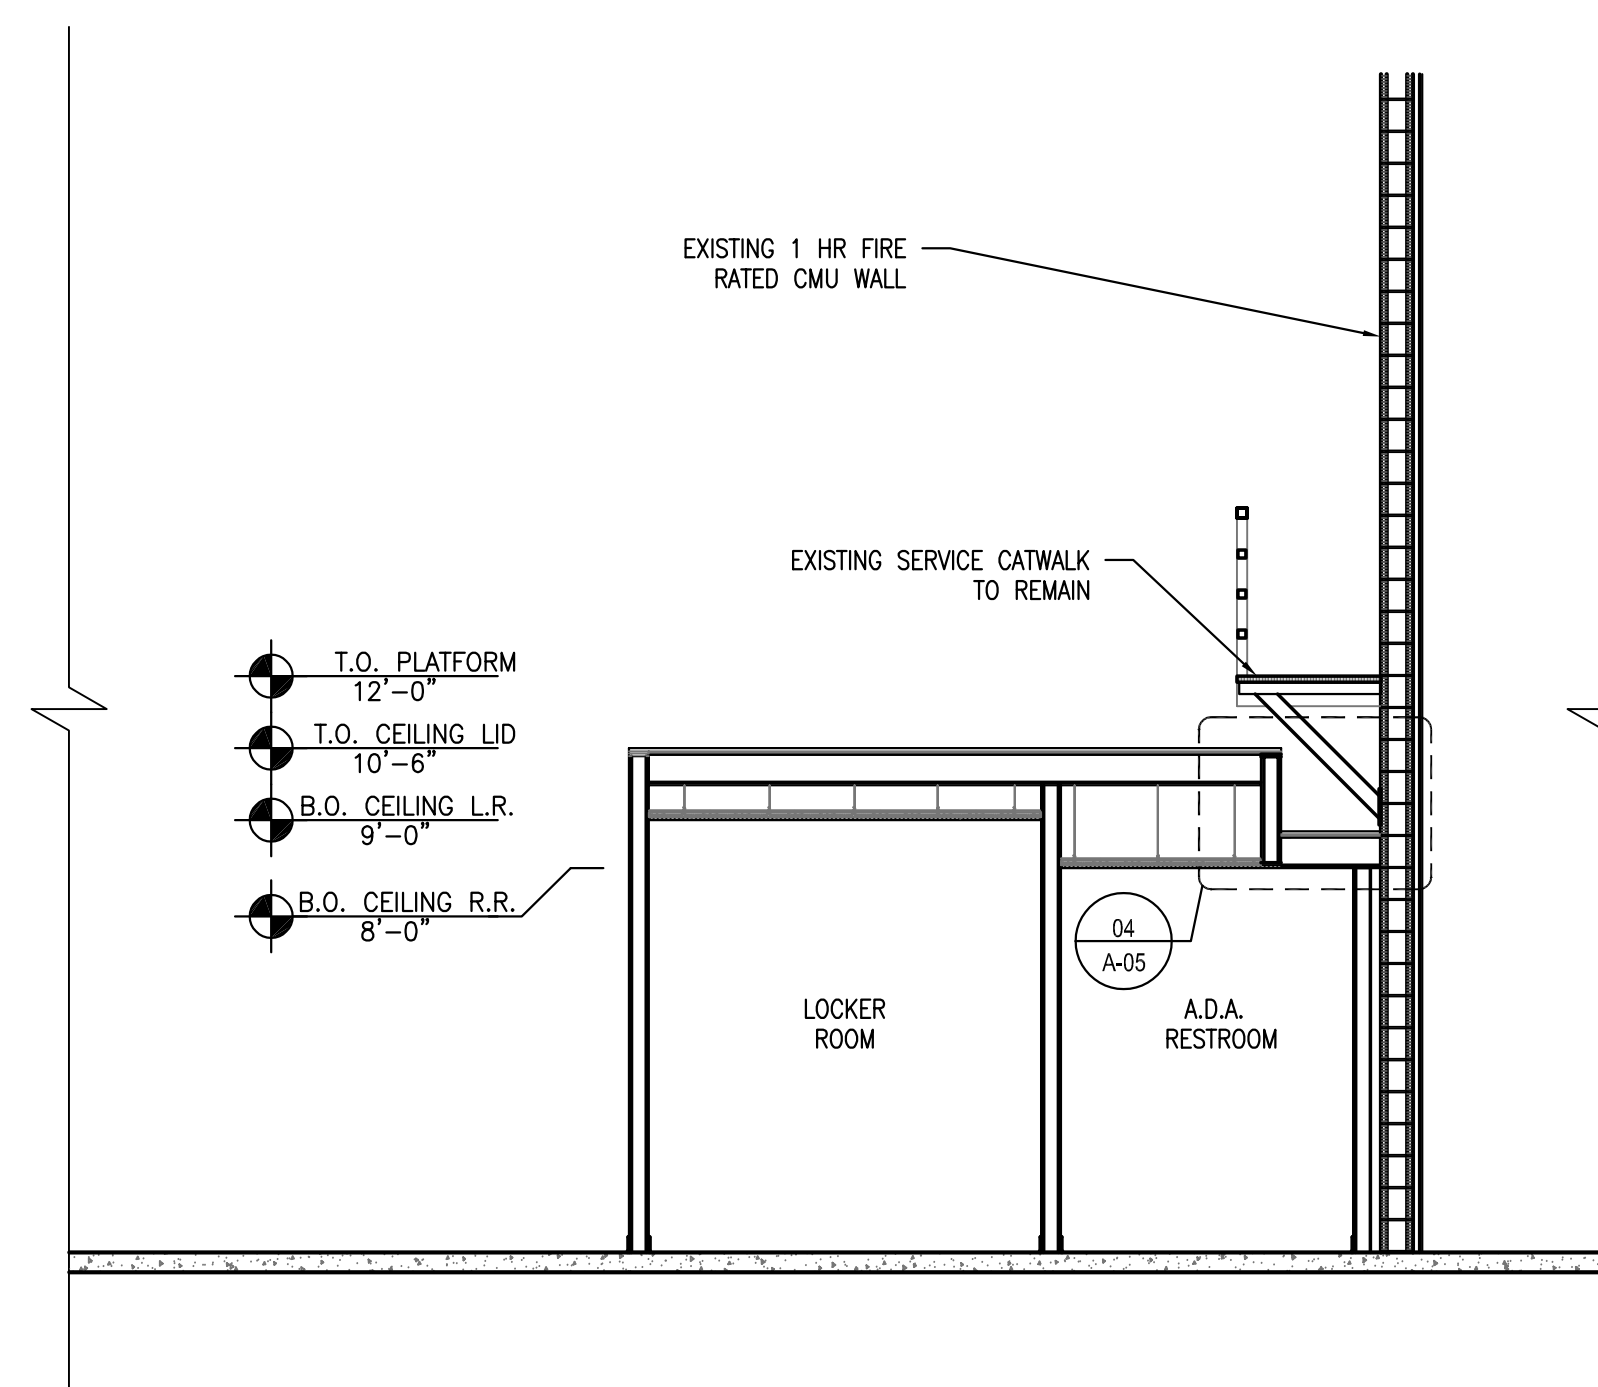 EXISTING 1 HR FIRE
RATED CMU WALL
EXISTING SERVICE CATWALK
TO REMAIN
T.O. PLATFORM
12'-0"
T.O. CEILING LID
10'-6"
B.O. CEILING L.R.
9'-0"
B.O. CEILING R.R.
8'-0"
04
A-05
LOCKER
ROOM
A.D.A.
RESTROOM